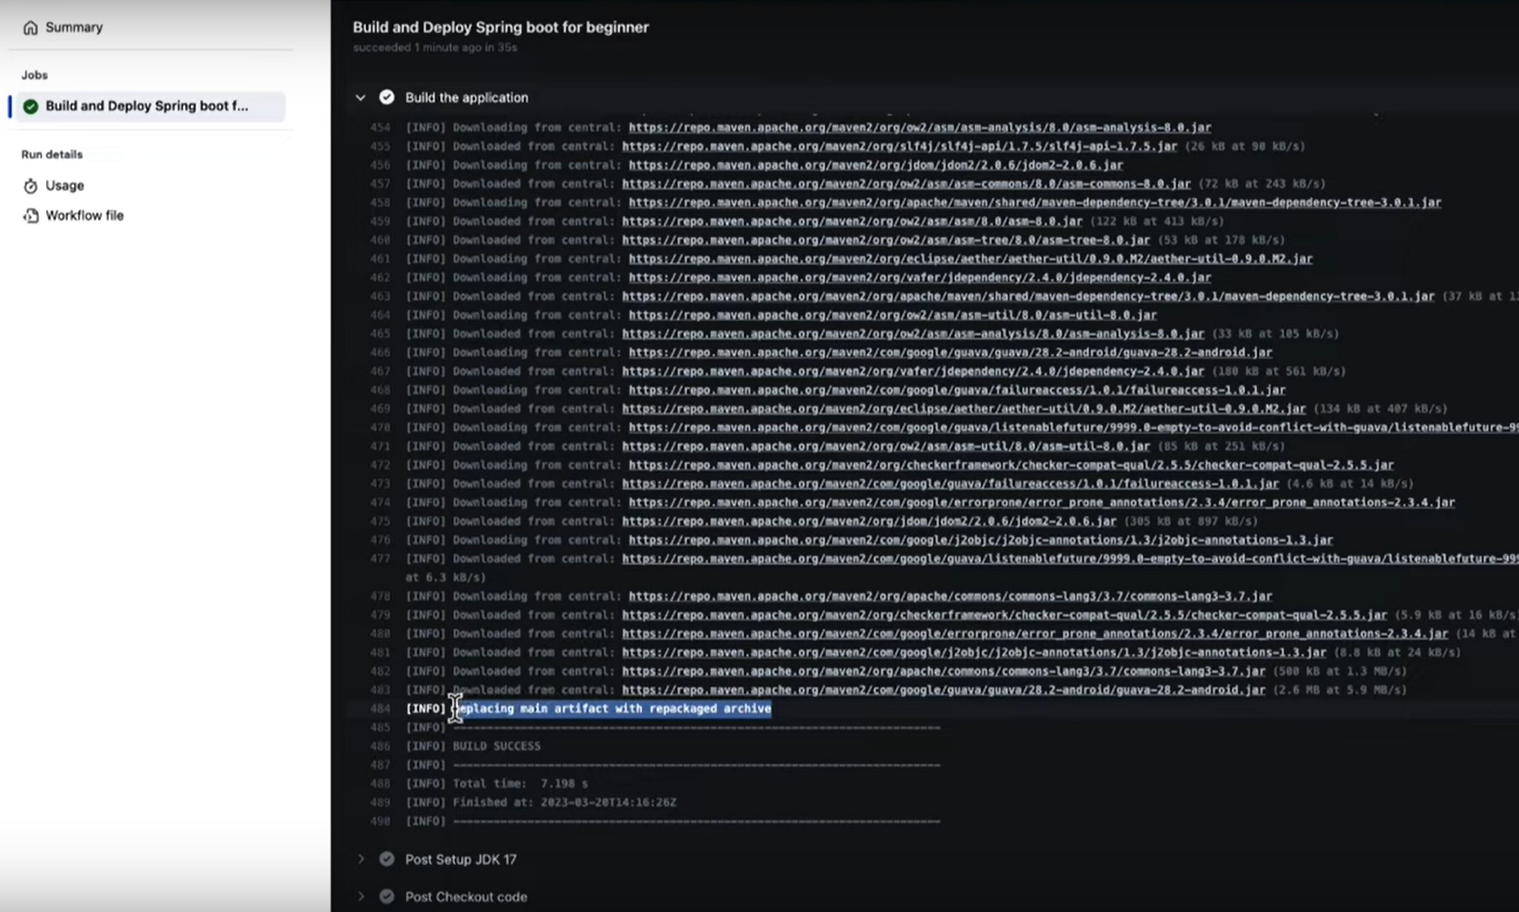 Summary
Jobs
Build and Deploy Spring boot f...
Run details
Usage
Workflow file
Build and Deploy Spring boot for beginner
succeeded 1 minute ago in 35s
Build the application
454 [INFO] Downloading from central: https://repo.maven.apache.org/maven2/org/ow2/asm/asm-analysis/8.0/asm-analysis-8.0.jar
455 [INFO] Downloaded from central: https://repo.maven.apache.org/maven2/org/slf4j/slf4j-api/1.7.5/slf4j-api-1.7.5.jar (26 kB at 90 kB/s)
456 [INFO] Downloading from central: https://repo.maven.apache.org/maven2/org/jdom/jdom2/2.0.6/jdom2-2.0.6.jar
457 [INFO] Downloaded from central: https://repo.maven.apache.org/maven2/org/ow2/asm/asm-commons/8.0/asm-commons-8.0.jar (72 kB at 243 kB/s)
458 [INFO] Downloading from central: https://repo.maven.apache.org/maven2/org/apache/maven/shared/maven-dependency-tree/3.0.1/maven-dependency-tree-3.0.1.jar
459 [INFO] Downloaded from central: https://repo.maven.apache.org/maven2/org/ow2/asm/asm/8.0/asm-8.0.jar (122 kB at 413 kB/s)
460 [INFO] Downloaded from central: https://repo.maven.apache.org/maven2/org/ow2/asm/asm-tree/8.0/asm-tree-8.0.jar (53 kB at 178 kB/s)
461 [INFO] Downloading from central: https://repo.maven.apache.org/maven2/org/eclipse/aether/aether-util/0.9.0.M2/aether-util-0.9.0.M2.jar
462 [INFO] Downloading from central: https://repo.maven.apache.org/maven2/org/vafer/jdependency/2.4.0/jdependency-2.4.0.jar
463 [INFO] Downloaded from central: https://repo.maven.apache.org/maven2/org/apache/maven/shared/maven-dependency-tree/3.0.1/maven-dependency-tree-3.0.1.jar (37 kB at
464 [INFO] Downloading from central: https://repo.maven.apache.org/maven2/org/ow2/asm/asm-util/8.0/asm-util-8.0.jar
465 [INFO] Downloaded from central: https://repo.maven.apache.org/maven2/org/ow2/asm/asm-analysis/8.0/asm-analysis-8.0.jar (33 kB at 105 kB/s)
466 [INFO] Downloading from central: https://repo.maven.apache.org/maven2/com/google/guava/guava/28.2-android/guava-28.2-android.jar
467 [INFO] Downloaded from central: https://repo.maven.apache.org/maven2/org/vafer/jdependency/2.4.0/jdependency-2.4.0.jar (180 kB at 561 kB/s)
468 [INFO] Downloading from central: https://repo.maven.apache.org/maven2/com/google/guava/failureaccess/1.0.1/failureaccess-1.0.1.jar
469 [INFO] Downloaded from central: https://repo.maven.apache.org/maven2/org/eclipse/aether/aether-util/0.9.0.M2/aether-util-0.9.0.M2.jar (134 kB at 407 kB/s)
470 [INFO] Downloading from central: https://repo.maven.apache.org/maven2/com/google/guava/listenablefuture/9999.0-empty-to-avoid-conflict-with-guava/listenablefuture-99
471 [INFO] Downloaded from central: https://repo.maven.apache.org/maven2/org/ow2/asm/asm-util/8.0/asm-util-8.0.jar (85 kB at 251 kB/s)
472 [INFO] Downloading from central: https://repo.maven.apache.org/maven2/org/checkerframework/checker-compat-qual/2.5.5/checker-compat-qual-2.5.5.jar
473 [INFO] Downloaded from central: https://repo.maven.apache.org/maven2/com/google/guava/failureaccess/1.0.1/failureaccess-1.0.1.jar (4.6 kB at 14 kB/s)
474 [INFO] Downloading from central: https://repo.maven.apache.org/maven2/com/google/errorprone/error_prone_annotations/2.3.4/error_prone_annotations-2.3.4.jar
475 [INFO] Downloaded from central: https://repo.maven.apache.org/maven2/org/jdom/jdom2/2.0.6/jdom2-2.0.6.jar (305 kB at 897 kB/s)
476 [INFO] Downloading from central: https://repo.maven.apache.org/maven2/com/google/j2objc/j2objc-annotations/1.3/j2objc-annotations-1.3.jar
477 [INFO] Downloaded from central: https://repo.maven.apache.org/maven2/com/google/guava/listenablefuture/9999.0-empty-to-avoid-conflict-with-guava/listenablefuture-999
at 6.3 kB/s)
478 [INFO] Downloading from central: https://repo.maven.apache.org/maven2/org/apache/commons/commons-lang3/3.7/commons-lang3-3.7.jar
479 [INFO] Downloaded from central: https://repo.maven.apache.org/maven2/org/checkerframework/checker-compat-qual/2.5.5/checker-compat-qual-2.5.5.jar (5.9 kB at 16 kB/s
480 [INFO] Downloaded from central: https://repo.maven.apache.org/maven2/com/google/errorprone/error_prone_annotations/2.3.4/error_prone_annotations-2.3.4.jar (14 kB at
481 [INFO] Downloaded from central: https://repo.maven.apache.org/maven2/com/google/j2objc/j2objc-annotations/1.3/j2objc-annotations-1.3.jar (8.8 kB at 24 kB/s)
482 [INFO] Downloaded from central: https://repo.maven.apache.org/maven2/org/apache/commons/commons-lang3/3.7/commons-lang3-3.7.jar (500 kB at 1.3 MB/s)
483 [INFO] Downloaded from central: https://repo.maven.apache.org/maven2/com/google/guava/guava/28.2-android/guava-28.2-android.jar (2.6 MB at 5.9 MB/s)
484 [INFO] Replacing main artifact with repackaged archive
485 [INFO] ------------------------------------------------------------------------
486 [INFO] BUILD SUCCESS
487 [INFO] ------------------------------------------------------------------------
488 [INFO] Total time:  7.198 s
489 [INFO] Finished at: 2023-03-20T14:16:26Z
490 [INFO] ------------------------------------------------------------------------
Post Setup JDK 17
Post Checkout code